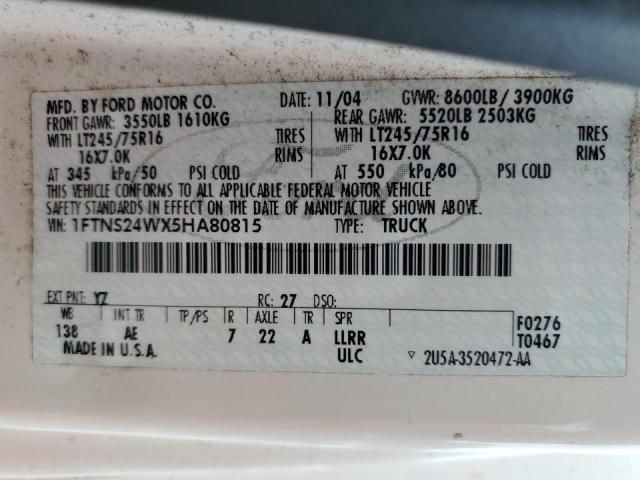 MFD. BY FORD MOTOR CO. DATE: 11/04 GVWR: 8600LB/ 3900KG
FRONT GAWR: 3550LB 1610KG REAR GAWR: 5520LB 2503KG
WITH LT245/75R16 TIRES WITH LT245/75R16 TIRES
16X7.0K RIMS 16X7.0K RIMS
AT 345 kPa/50 PSI COLD AT 550 kPa/80 PSI COLD
THIS VEHICLE CONFORMS TO ALL APPLICABLE FEDERAL MOTOR VEHICLE
SAFETY STANDARDS IN EFFECT ON THE DATE OF MANUFACTURE SHOWN ABOVE.
VIN: 1FTNS24WX5HA80815 TYPE: TRUCK
EXT PNT: YZ RC: 27 DSO:
WB INT TR TP/PS R AXLE TR SPR F0276
138 AE 7 22 A LLRR T0467
MADE IN U.S.A. ULC ▽ 2U5A-3520472-AA